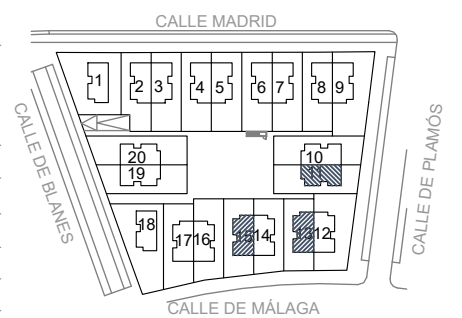 CALLE MADRID
1 2 3 4 5 6 7 8 9
CALLE DE BLANES
CALLE DE PLAMÓS
20 10
19 11
18 17 16 15 14 13 12
CALLE DE MÁLAGA